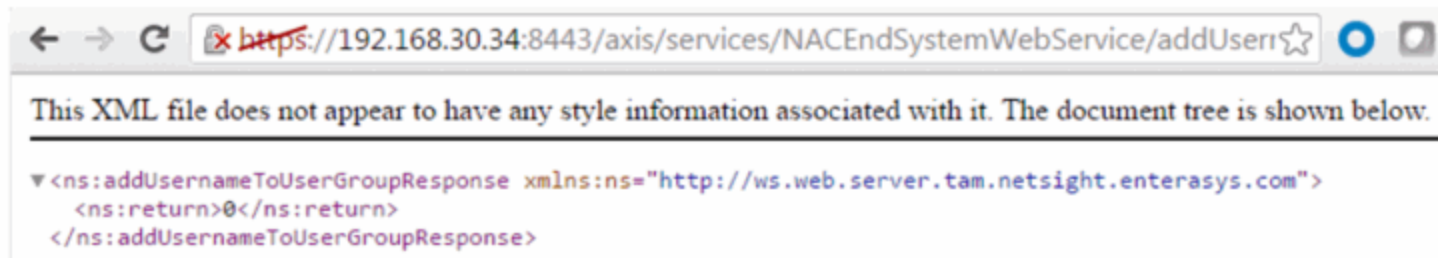 https://192.168.30.34:8443/axis/services/NACEndSystemWebService/addUserr
This XML file does not appear to have any style information associated with it. The document tree is shown below.
▼<ns:addUsernameToUserGroupResponse xmlns:ns="http://ws.web.server.tam.netsight.enterasys.com">
<ns:return>0</ns:return>
</ns:addUsernameToUserGroupResponse>